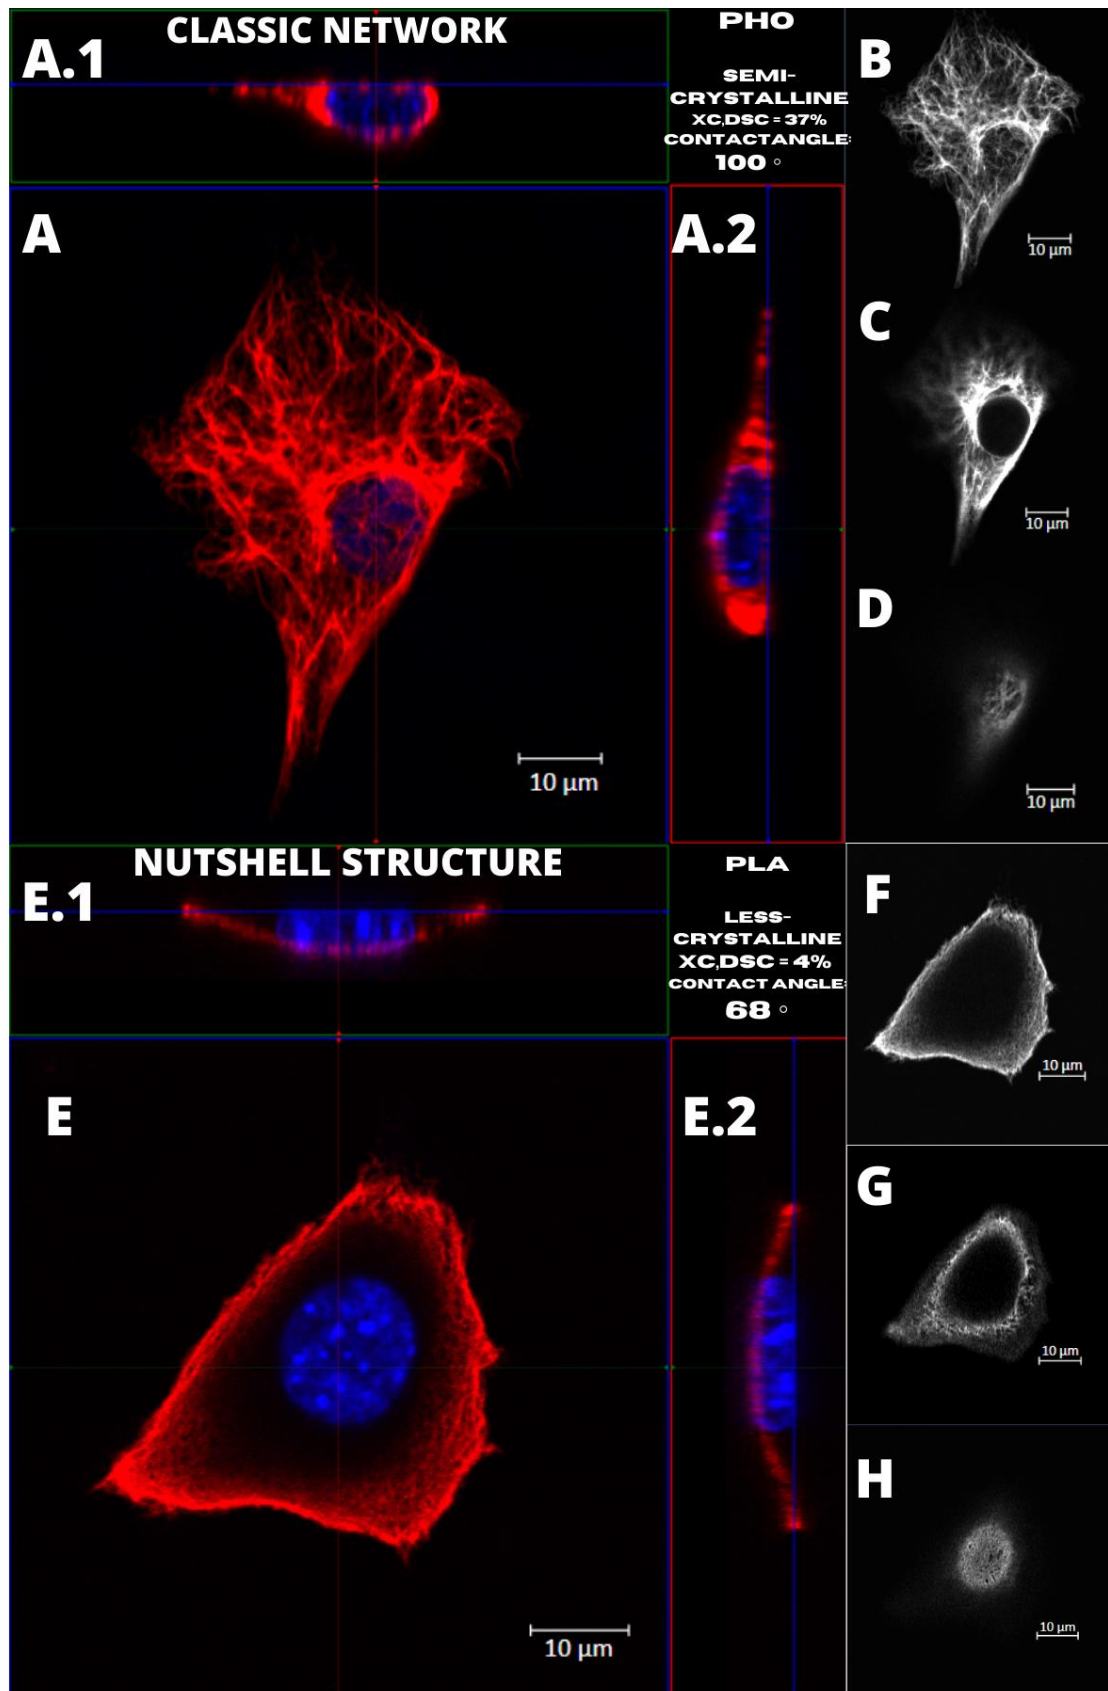 CLASSIC NETWORK
A.1
PHO
SEMI-
CRYSTALLINE
XC,DSC = 37%
CONTACTANGLE:
100 °
B
10 µm
A
A.2
C
10 µm
D
10 µm
10 µm
NUTSHELL STRUCTURE
E.1
PLA
LESS-
CRYSTALLINE
XC,DSC = 4%
CONTACT ANGLE:
68 °
F
10 µm
E
E.2
G
10 µm
H
10 µm
10 µm